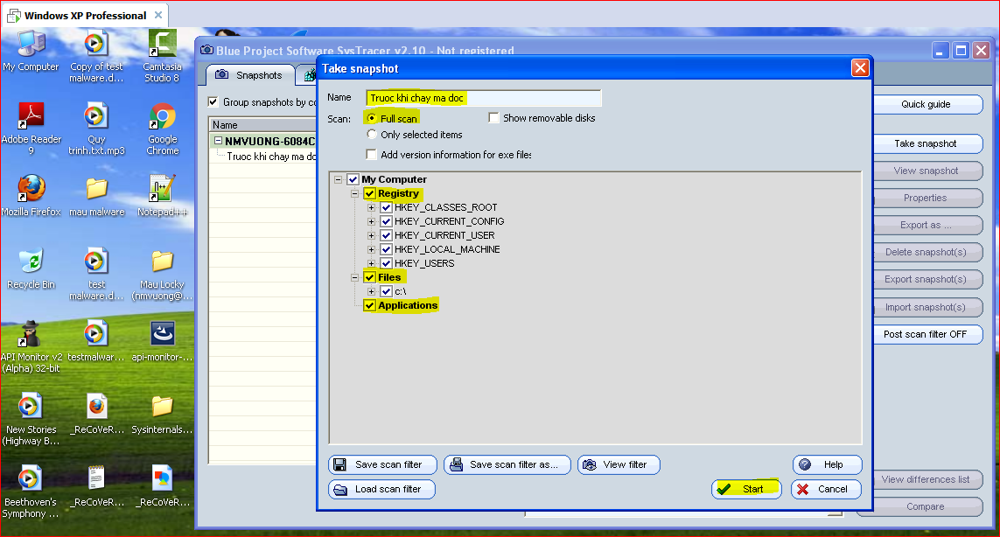 Windows XP Professional
My Computer
Copy of test
malware.d...
Camtasia
Studio 8
Adobe Reader
9
Quy
trinh.txt.mp3
Google
Chrome
Mozilla Firefox
mau malware
Notepad++
Recycle Bin
test
malware.d...
Mau Locky
(nmvuong@...
API Monitor v2
(Alpha) 32-bit
testmalwar...
api-monitor-...
New Stories
(Highway B...
_ReCoVeR...
Sysinternals...
Beethoven's
Symphony ...
_ReCoVeR...
_ReCoVeR...
Blue Project Software SysTracer v2.10 - Not registered
Snapshots
Group snapshots by co
Name
NMVUONG-6084C
Truoc khi chay ma do
Take snapshot
Name
Truoc khi chay ma doc
Scan:
Full scan
Show removable disks
Only selected items
Add version information for exe files
My Computer
Registry
HKEY_CLASSES_ROOT
HKEY_CURRENT_CONFIG
HKEY_CURRENT_USER
HKEY_LOCAL_MACHINE
HKEY_USERS
Files
c:\
Applications
Save scan filter
Save scan filter as...
View filter
Help
Load scan filter
Start
Cancel
Quick guide
Take snapshot
View snapshot
Properties
Export as ...
Delete snapshot(s)
Export snapshot(s)
Import snapshot(s)
Post scan filter OFF
View differences list
Compare